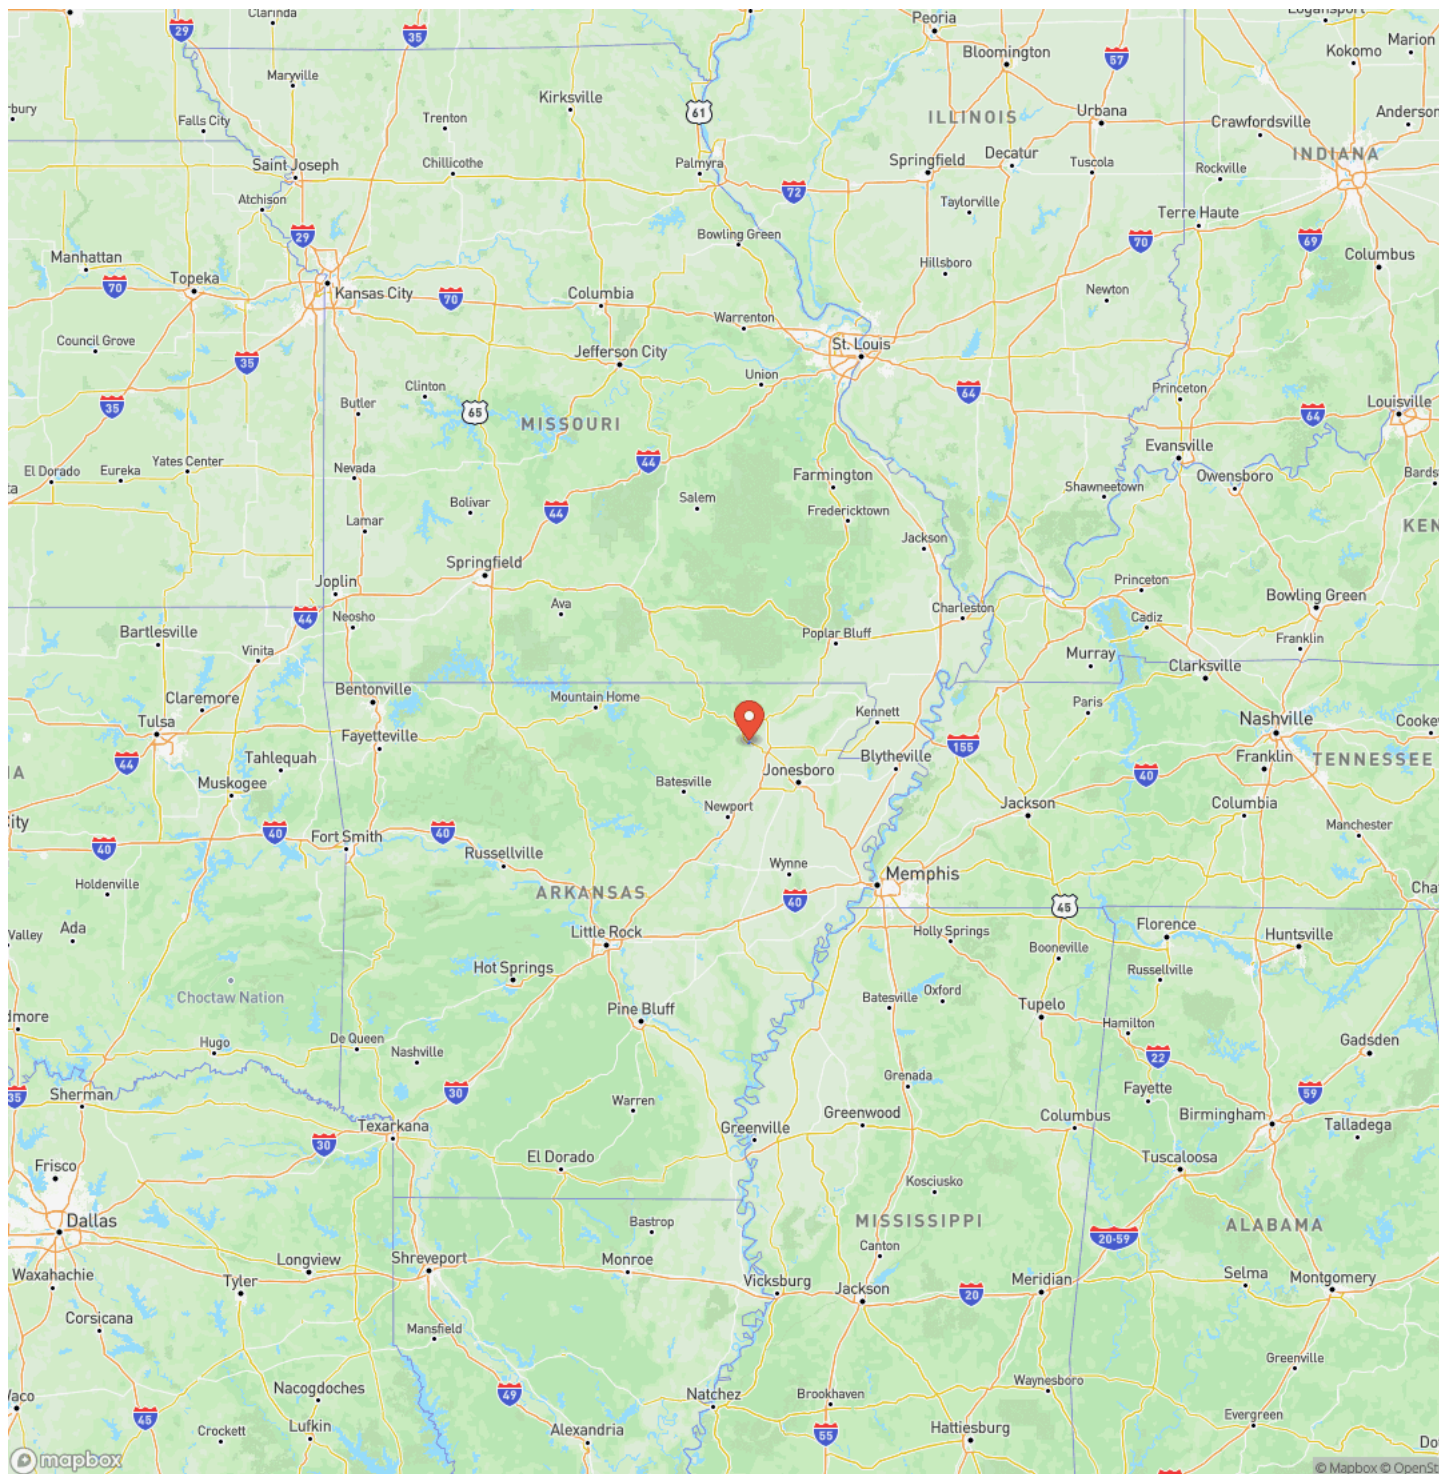 Clarinda
Logansport
29
35
Peoria
Marion
Bloomington
57
Kokomo
Maryville
rbury
Kirksville
61
ILLINOIS
Urbana
Anderson
Falls City
Trenton
Crawfordsville
Saint Joseph
Chillicothe
Palmyra
Springfield
Decatur
Tuscola
INDIANA
Rockville
Atchison
72
Taylorville
Terre Haute
29
Bowling Green
70
69
Manhattan
Hillsboro
Columbus
70
Topeka
Kansas City
70
Columbia
Newton
Warrenton
Council Grove
35
Jefferson City
St. Louis
Union
Clinton
64
Princeton
35
Butler
65
MISSOURI
64
Louisville
Evansville
El Dorado
Eureka
Yates Center
Nevada
44
Farmington
Owensboro
Bards
ta
Bolivar
Salem
Shawneetown
44
Fredericktown
Lamar
Jackson
KEN
Springfield
Joplin
Princeton
Bowling Green
44
Neosho
Ava
Charleston
Cadiz
Bartlesville
Poplar Bluff
Franklin
Vinita
Murray
Clarksville
Claremore
Bentonville
Mountain Home
Paris
Tulsa
Fayetteville
Kennett
Nashville
Cookev
44
Tahlequah
155
Blytheville
Franklin
TENNESSEE
IA
Jonesboro
40
Muskogee
Batesville
Newport
Jackson
Columbia
City
40
40
Fort Smith
40
Manchester
Russellville
Wynne
Memphis
Holdenville
ARKANSAS
40
45
Cha
Valley
Ada
Little Rock
Holly Springs
Florence
Huntsville
Booneville
Hot Springs
Russellville
Choctaw Nation
Batesville
Oxford
dmore
Pine Bluff
Tupelo
Hamilton
Hugo
De Queen
Nashville
22
Gadsden
35
Sherman
30
Grenada
Fayette
59
Warren
Greenwood
Columbus
Birmingham
Talladega
30
Texarkana
Greenville
Frisco
El Dorado
Tuscaloosa
Kosciusko
Dallas
Bastrop
MISSISSIPPI
20-59
ALABAMA
Canton
Waxahachie
Longview
Shreveport
Monroe
Tyler
Vicksburg
Jackson
20
Meridian
Selma
Montgomery
Corsicana
Mansfield
Greenville
Waco
Nacogdoches
49
Natchez
Brookhaven
Waynesboro
45
Crockett
Lufkin
Alexandria
55
Hattiesburg
Evergreen
Do
mapbox
© Mapbox © OpenSt